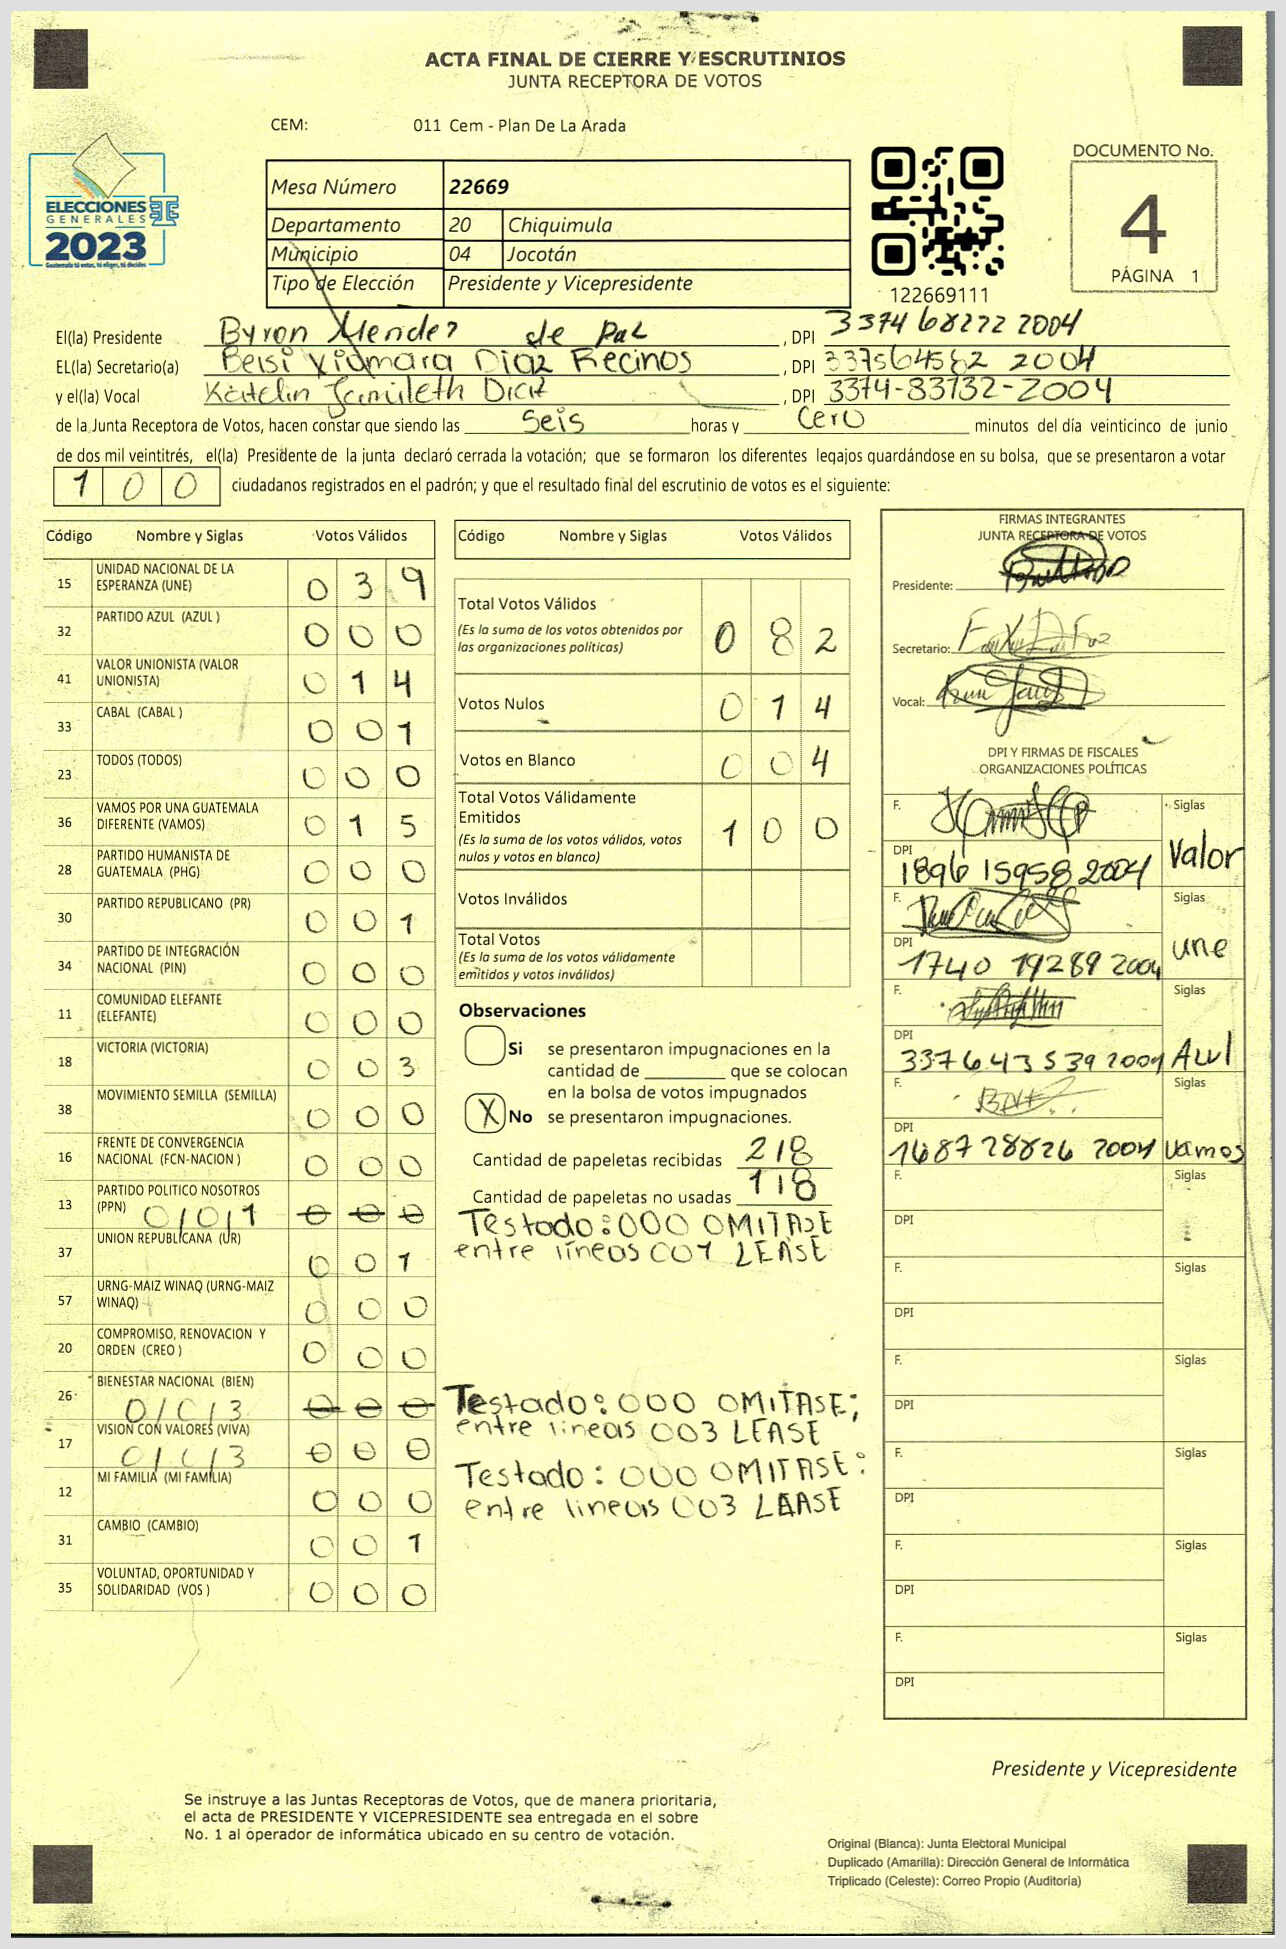 ACTA FINAL DE CIERRE Y ESCRUTINIOS
JUNTA RECEPTORA DE VOTOS
CEM: 011 Cem - Plan De La Arada
ELECCIONES
GENERALES
2023
Guatemala tú votas, tú eliges, tú decides
Mesa Número 22669
Departamento 20 Chiquimula
Municipio 04 Jocotán
Tipo de Elección Presidente y Vicepresidente
122669111
DOCUMENTO No.
4
PÁGINA 1
El(la) Presidente Byron Mendez de Paz , DPI 3374 68222 2004
EL(la) Secretario(a) Beisi Xiomara Diaz Recinos , DPI 337564582 2004
y el(la) Vocal Katelin Jamileth Diaz , DPI 3374-83732-2004
de la Junta Receptora de Votos, hacen constar que siendo las seis horas y cero minutos del día veinticinco de junio
de dos mil veintitrés, el(la) Presidente de la junta declaró cerrada la votación; que se formaron los diferentes legajos guardándose en su bolsa, que se presentaron a votar
1 0 0 ciudadanos registrados en el padrón; y que el resultado final del escrutinio de votos es el siguiente:
Código Nombre y Siglas Votos Válidos
15 UNIDAD NACIONAL DE LA ESPERANZA (UNE) 0 3 9
32 PARTIDO AZUL (AZUL ) 0 0 0
41 VALOR UNIONISTA (VALOR UNIONISTA) 0 1 4
33 CABAL (CABAL ) 0 0 1
23 TODOS (TODOS) 0 0 0
36 VAMOS POR UNA GUATEMALA DIFERENTE (VAMOS) 0 1 5
28 PARTIDO HUMANISTA DE GUATEMALA (PHG) 0 0 0
30 PARTIDO REPUBLICANO (PR) 0 0 1
34 PARTIDO DE INTEGRACIÓN NACIONAL (PIN) 0 0 0
11 COMUNIDAD ELEFANTE (ELEFANTE) 0 0 0
18 VICTORIA (VICTORIA) 0 0 3
38 MOVIMIENTO SEMILLA (SEMILLA) 0 0 0
16 FRENTE DE CONVERGENCIA NACIONAL (FCN-NACION ) 0 0 0
13 PARTIDO POLITICO NOSOTROS (PPN) 0/0/1 0 0 0
37 UNION REPUBLICANA (UR) 0 0 1
57 URNG-MAIZ WINAQ (URNG-MAIZ WINAQ) 0 0 0
20 COMPROMISO, RENOVACION Y ORDEN (CREO ) 0 0 0
26 BIENESTAR NACIONAL (BIEN) 0/0/3 0 0 0
17 VISION CON VALORES (VIVA) 0/0/3 0 0 0
12 MI FAMILIA (MI FAMILIA) 0 0 0
31 CAMBIO (CAMBIO) 0 0 1
35 VOLUNTAD, OPORTUNIDAD Y SOLIDARIDAD (VOS ) 0 0 0
Código Nombre y Siglas Votos Válidos
Total Votos Válidos 0 8 2
(Es la suma de los votos obtenidos por
las organizaciones políticas)
Votos Nulos 0 1 4
Votos en Blanco 0 0 4
Total Votos Válidamente
Emitidos 1 0 0
(Es la suma de los votos válidos, votos
nulos y votos en blanco)
Votos Inválidos
Total Votos
(Es la suma de los votos válidamente
emitidos y votos inválidos)
Observaciones
Si se presentaron impugnaciones en la
cantidad de ________ que se colocan
en la bolsa de votos impugnados
X No se presentaron impugnaciones.
Cantidad de papeletas recibidas 218
Cantidad de papeletas no usadas 118
Testado: 000 OMITASE
entre líneas 001 LEASE
Testado: 000 OMITASE;
entre lineas 003 LEASE
Testado: 000 OMITASE:
entre lineas 003 LEASE
FIRMAS INTEGRANTES
JUNTA RECEPTORA DE VOTOS
Presidente:
Secretario:
Vocal:
DPI Y FIRMAS DE FISCALES
ORGANIZACIONES POLÍTICAS
F. Siglas
DPI 1896 15958 2004 Valor
F. Siglas
DPI 1740 19289 2004 une
F. Siglas
DPI 337643539 2004 Azul
F. Siglas
DPI 1687 28826 2004 Vamos
F. Siglas
DPI
F. Siglas
DPI
F. Siglas
DPI
F. Siglas
DPI
F. Siglas
DPI
F. Siglas
DPI
Presidente y Vicepresidente
Se instruye a las Juntas Receptoras de Votos, que de manera prioritaria,
el acta de PRESIDENTE Y VICEPRESIDENTE sea entregada en el sobre
No. 1 al operador de informática ubicado en su centro de votación.
Original (Blanca): Junta Electoral Municipal
Duplicado (Amarilla): Dirección General de Informática
Triplicado (Celeste): Correo Propio (Auditoría)